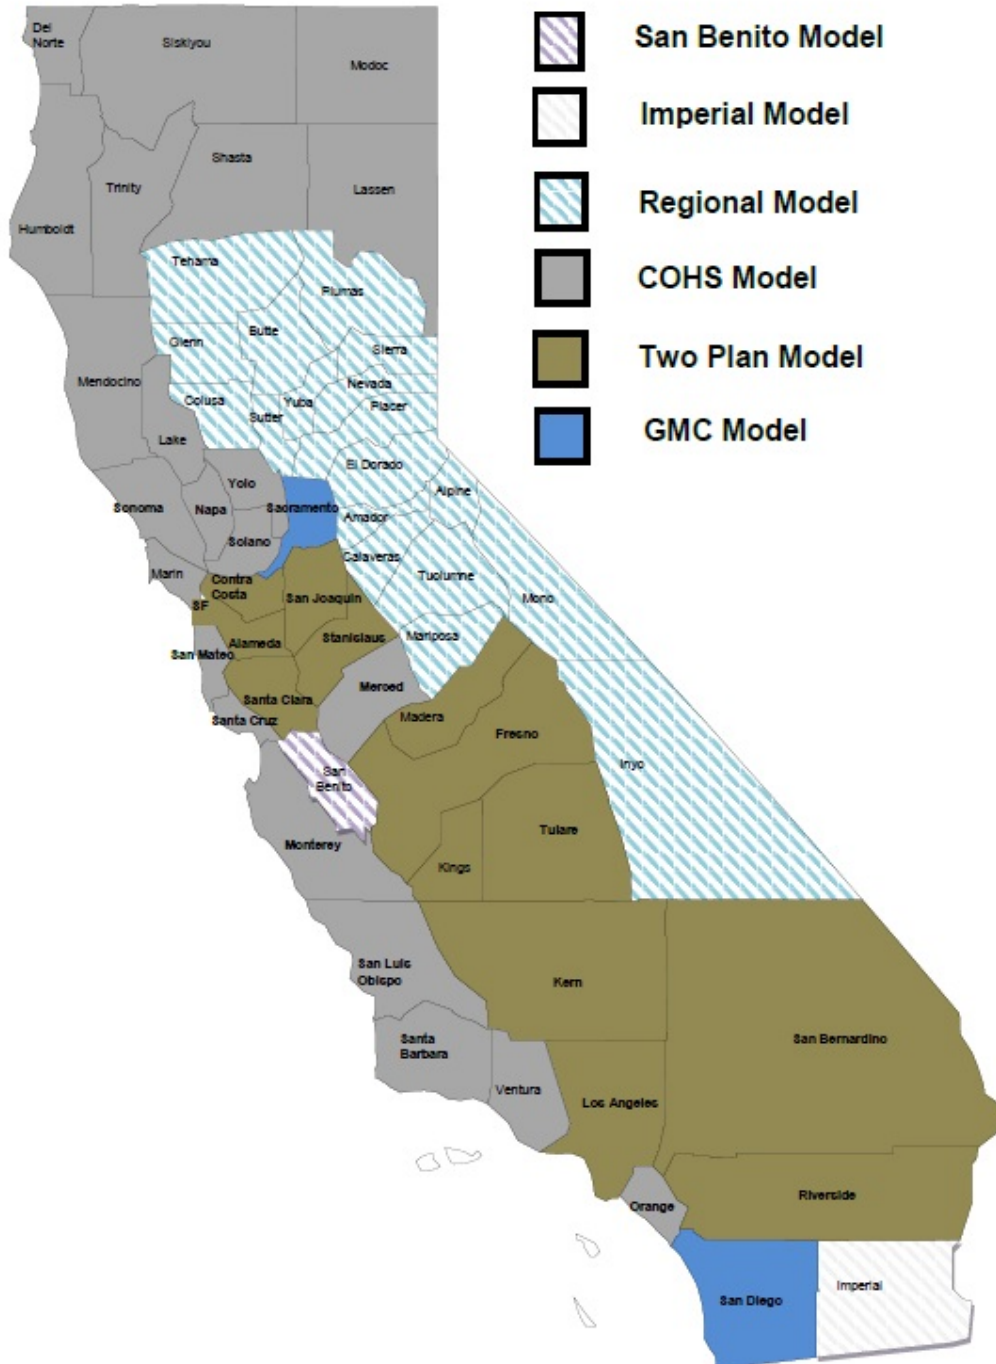 San Benito Model
Imperial Model
Regional Model
COHS Model
Two Plan Model
GMC Model
Del
Norte
Siskiyou
Modoc
Shasta
Trinity
Lassen
Humboldt
Tehama
Plumas
Butte
Glenn
Sierra
Mendocino
Nevada
Colusa
Yuba
Placer
Sutter
Lake
El Dorado
Yolo
Alpine
Sonoma
Napa
Sacramento
Amador
Solano
Calaveras
Marin
Tuolumne
Contra
Costa
San Joaquin
Mono
SF
Stanislaus
Mariposa
Alameda
San Mateo
Merced
Santa Clara
Madera
Santa Cruz
Fresno
Inyo
San
Benito
Tulare
Monterey
Kings
San Luis
Obispo
Kern
Santa
Barbara
San Bernardino
Ventura
Los Angeles
Orange
Riverside
San Diego
Imperial